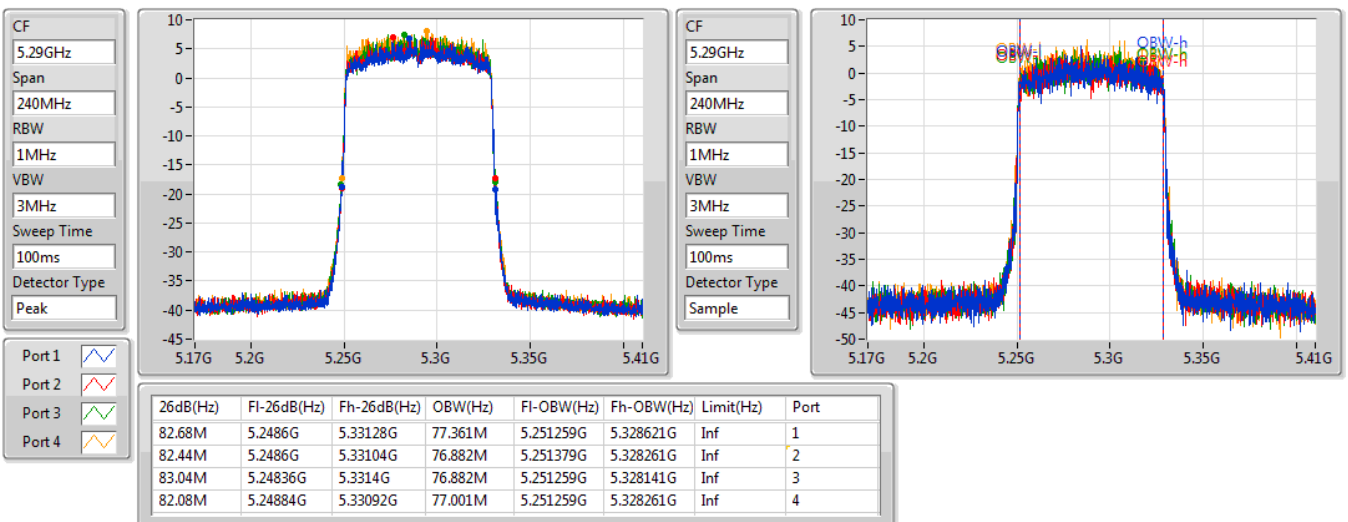 CF
5.29GHz
Span
240MHz
RBW
1MHz
VBW
3MHz
Sweep Time
100ms
Detector Type
Peak
10
5
0
-5
-10
-15
-20
-25
-30
-35
-40
-45
5.17G 5.2G 5.25G 5.3G 5.35G 5.41G
CF
5.29GHz
Span
240MHz
RBW
1MHz
VBW
3MHz
Sweep Time
100ms
Detector Type
Sample
10
5
0
-5
-10
-15
-20
-25
-30
-35
-40
-45
-50
OBW-h
5.17G 5.2G 5.25G 5.3G 5.35G 5.41G
Port 1
Port 2
Port 3
Port 4
26dB(Hz) Fl-26dB(Hz) Fh-26dB(Hz) OBW(Hz) Fl-OBW(Hz) Fh-OBW(Hz) Limit(Hz) Port
82.68M 5.2486G 5.33128G 77.361M 5.251259G 5.328621G Inf 1
82.44M 5.2486G 5.33104G 76.882M 5.251379G 5.328261G Inf 2
83.04M 5.24836G 5.3314G 76.882M 5.251259G 5.328141G Inf 3
82.08M 5.24884G 5.33092G 77.001M 5.251259G 5.328261G Inf 4